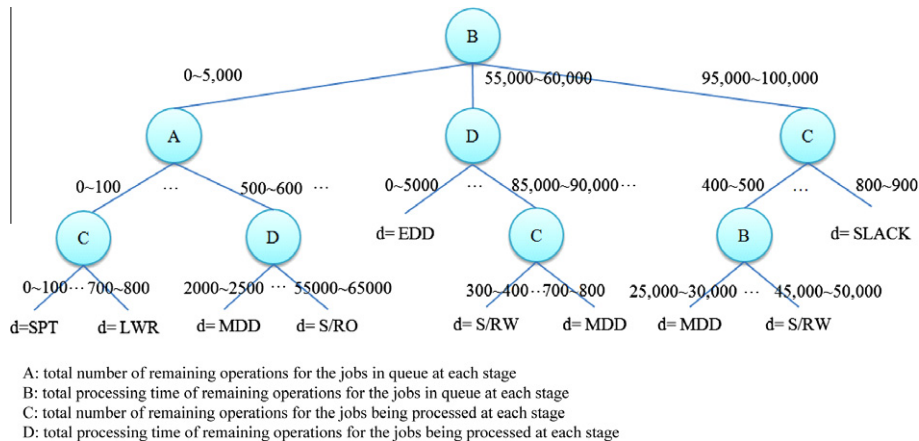 B
0~5,000 55,000~60,000 95,000~100,000
A D C
0~100 ... 500~600 ... 0~5000 ... 85,000~90,000... 400~500 ... 800~900
C D d= EDD C B d= SLACK
0~100... 700~800 2000~2500 ... 55000~65000 300~400...700~800 25,000~30,000 ... 45,000~50,000
d=SPT d= LWR d= MDD d= S/RO d= S/RW d= MDD d= MDD d= S/RW
A: total number of remaining operations for the jobs in queue at each stage
B: total processing time of remaining operations for the jobs in queue at each stage
C: total number of remaining operations for the jobs being processed at each stage
D: total processing time of remaining operations for the jobs being processed at each stage